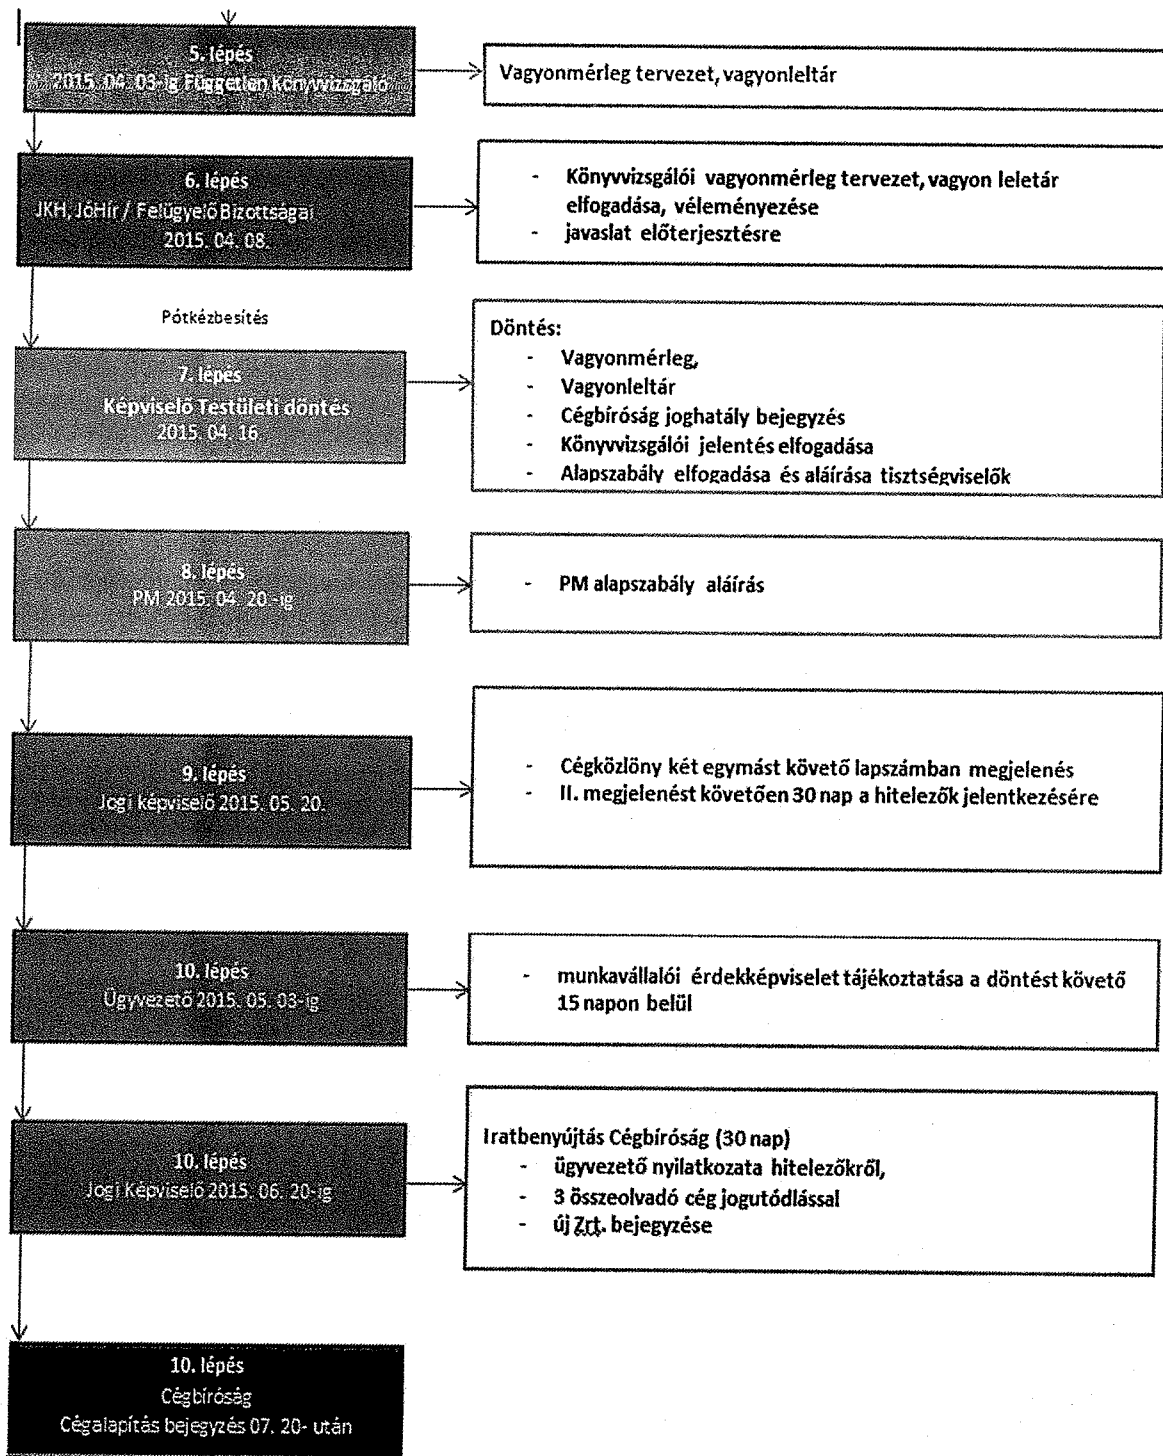 5. lépés
2015. 04. 03-ig Független könyvvizsgáló
Vagyonmérleg tervezet, vagyonleltár
6. lépés
JKH, JóHír / Felügyelő Bizottságai
2015. 04. 08.
- Könyvvizsgálói vagyonmérleg tervezet, vagyon leletár
elfogadása, véleményezése
- javaslat előterjesztésre
Pótkézbesítés
7. lépés
Képviselő Testületi döntés
2015. 04. 16.
Döntés:
- Vagyonmérleg,
- Vagyonleltár
- Cégbíróság joghatály bejegyzés
- Könyvvizsgálói jelentés elfogadása
- Alapszabály elfogadása és aláírása tisztségviselők
8. lépés
PM 2015. 04. 20 -ig
- PM alapszabály aláírás
9. lépés
Jogi képviselő 2015. 05. 20.
- Cégközlöny két egymást követő lapszámban megjelenés
- II. megjelenést követően 30 nap a hitelezők jelentkezésére
10. lépés
Ügyvezető 2015. 05. 03-ig
- munkavállalói érdekképviselet tájékoztatása a döntést követő
15 napon belül
10. lépés
Jogi Képviselő 2015. 06. 20-ig
Iratbenyújtás Cégbíróság (30 nap)
- ügyvezető nyilatkozata hitelezőkről,
- 3 összeolvadó cég jogutódlással
- új Zrt. bejegyzése
10. lépés
Cégbíróság
Cégalapítás bejegyzés 07. 20- után